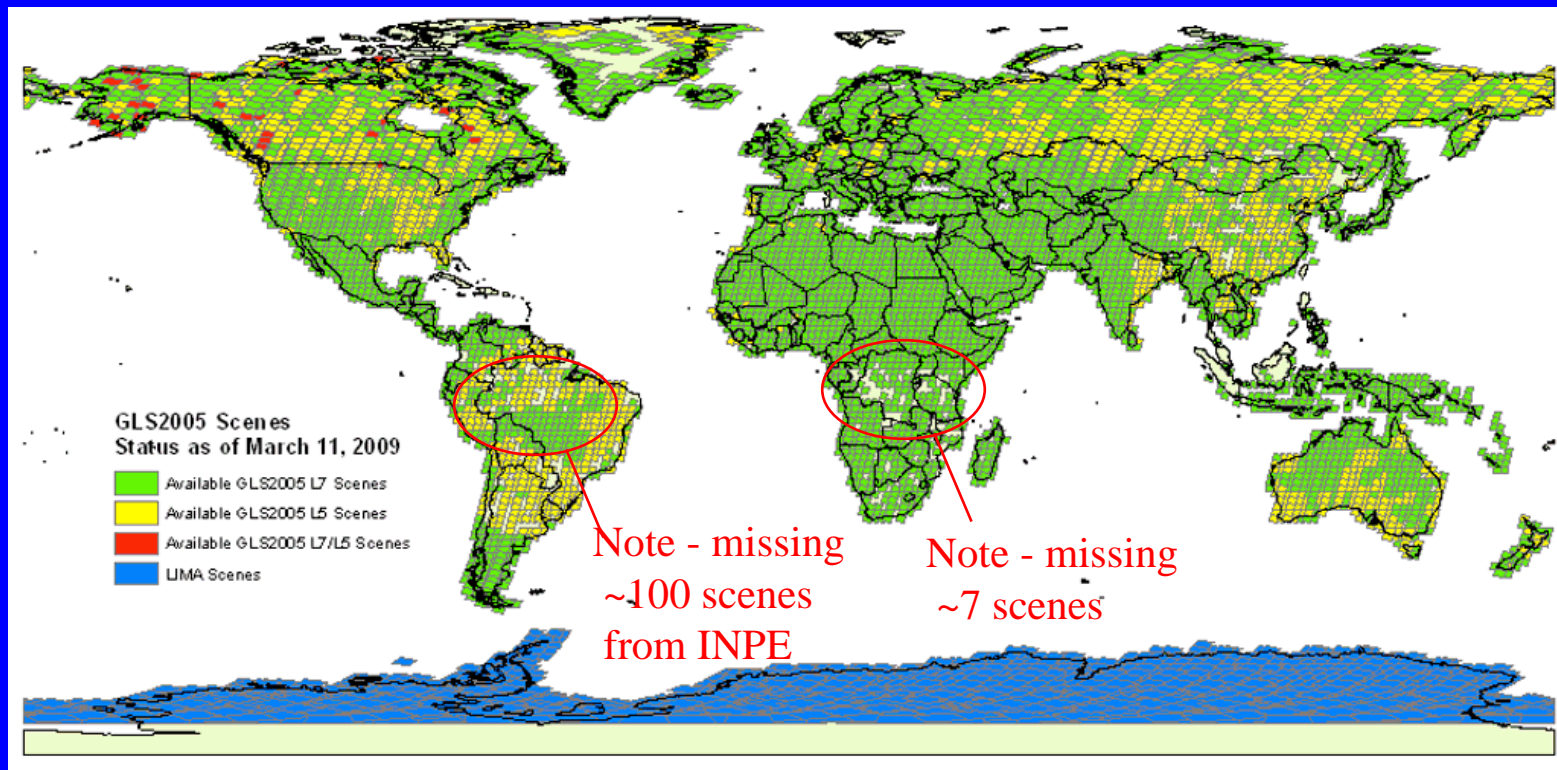 GLS2005 Scenes
Status as of March 11, 2009
Available GLS2005 L7 Scenes
Available GLS2005 L5 Scenes
Available GLS2005 L7/L5 Scenes
LIMA Scenes
Note - missing
~100 scenes
from INPE
Note - missing
~7 scenes